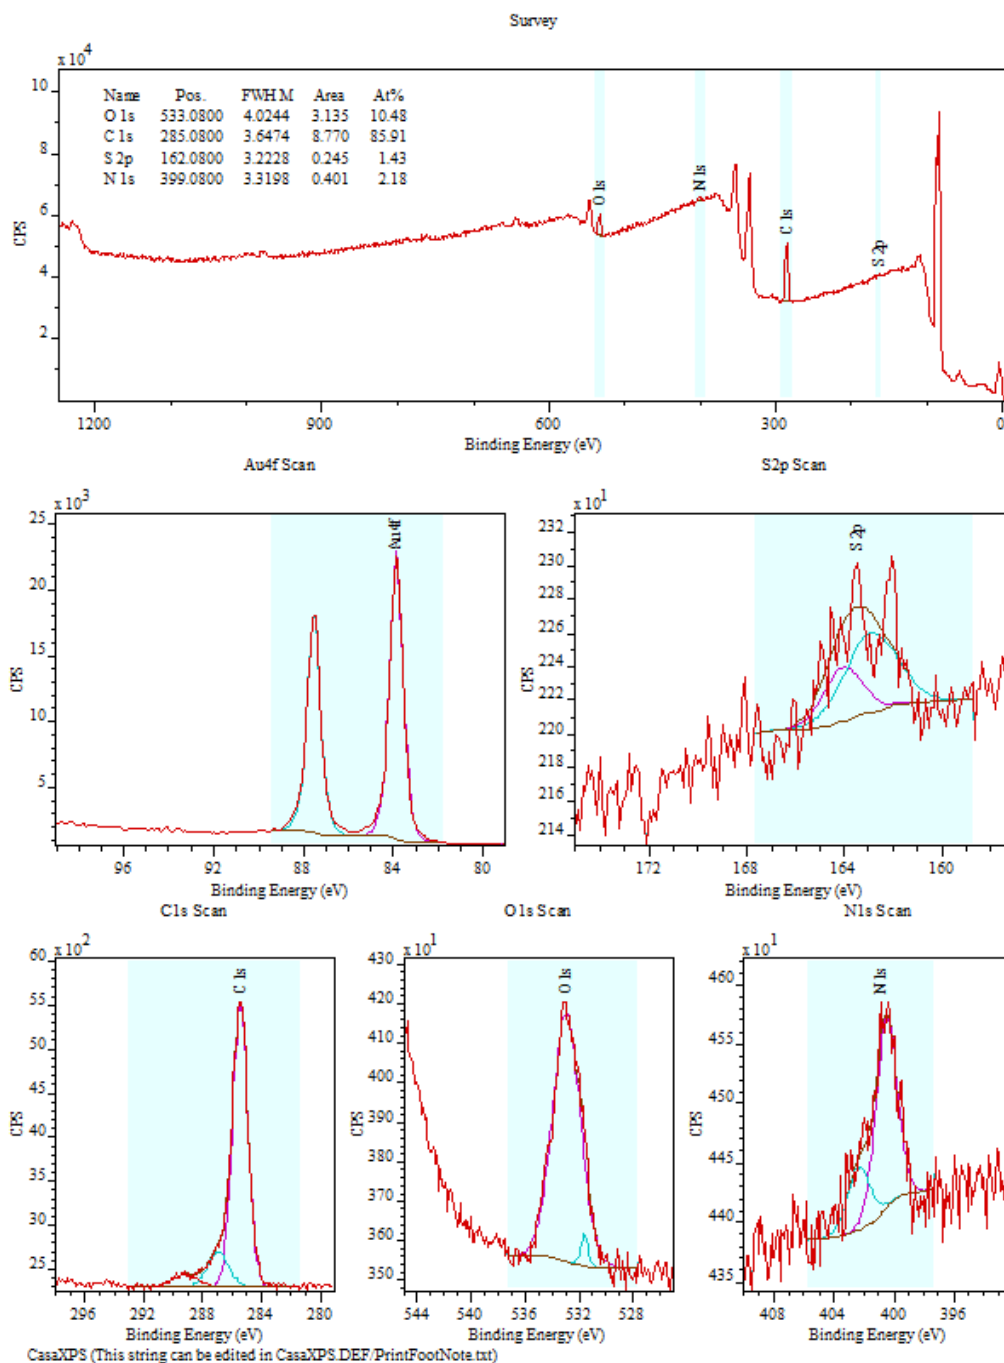 Survey
x 10^4
Name Pos. FWHM Area At%
O 1s 533.0800 4.0244 3.135 10.48
C 1s 285.0800 3.6474 8.770 85.91
S 2p 162.0800 3.2228 0.245 1.43
N 1s 399.0800 3.3198 0.401 2.18
10
8
6
4
2
CPS
O 1s
N 1s
C 1s
S 2p
1200 900 600 300 0
Binding Energy (eV)
Au4f Scan
x 10^3
25
20
15
10
5
CPS
Au4f
96 92 88 84 80
Binding Energy (eV)
S2p Scan
x 10^1
232
230
228
226
224
222
220
218
216
214
CPS
S 2p
172 168 164 160
Binding Energy (eV)
C1s Scan
x 10^2
60
55
50
45
40
35
30
25
CPS
C 1s
296 292 288 284 280
Binding Energy (eV)
O1s Scan
x 10^1
430
420
410
400
390
380
370
360
350
CPS
O 1s
544 540 536 532 528
Binding Energy (eV)
N1s Scan
x 10^1
460
455
450
445
440
435
CPS
N 1s
408 404 400 396
Binding Energy (eV)
CasaXPS (This string can be edited in CasaXPS.DEF/PrintFootNote.txt)